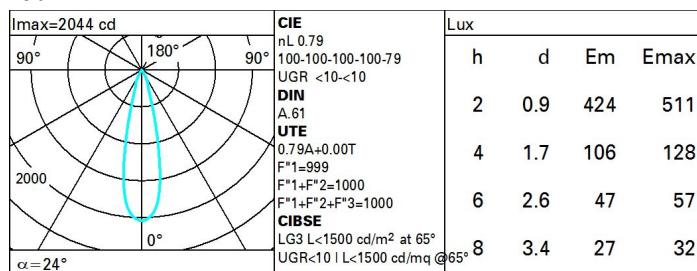 Imax=2044 cd
90°
180°
90°
2000
0°
α=24°
CIE
nL 0.79
100-100-100-100-79
UGR <10-<10
DIN
A.61
UTE
0.79A+0.00T
F"1=999
F"1+F"2=1000
F"1+F"2+F"3=1000
CIBSE
LG3 L<1500 cd/m² at 65°
UGR<10 | L<1500 cd/mq @65°
Lux
h d Em Emax
2 0.9 424 511
4 1.7 106 128
6 2.6 47 57
8 3.4 27 32